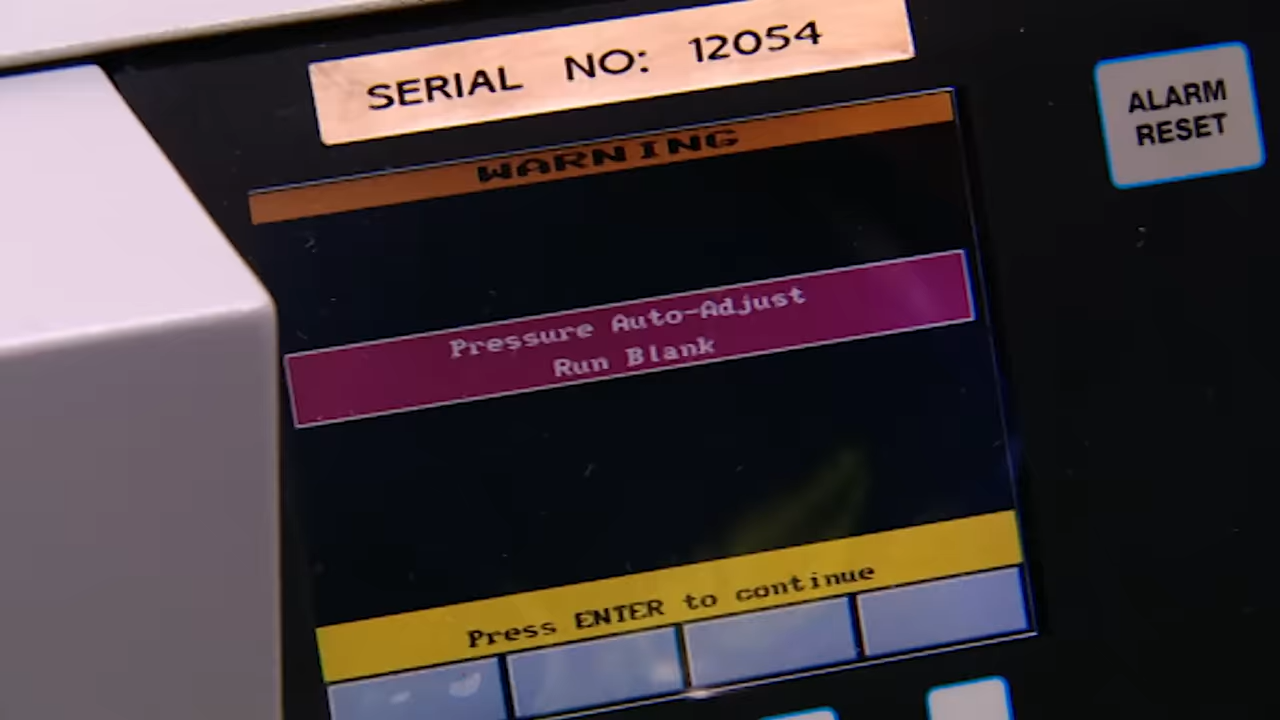 SERIAL NO: 12054
ALARM
RESET
WARNING
Pressure Auto-Adjust
Run Blank
Press ENTER to continue